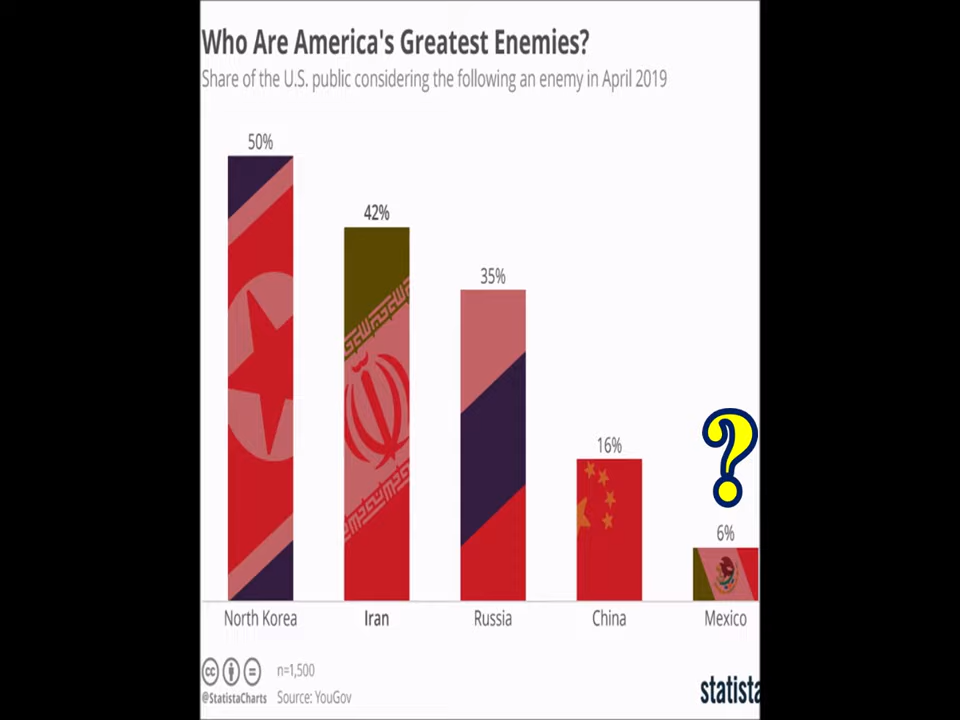 Who Are America's Greatest Enemies?
Share of the U.S. public considering the following an enemy in April 2019
50%
42%
35%
16%
?
6%
North Korea Iran Russia China Mexico
cc
@StatistaCharts
n=1,500
Source: YouGov
statista